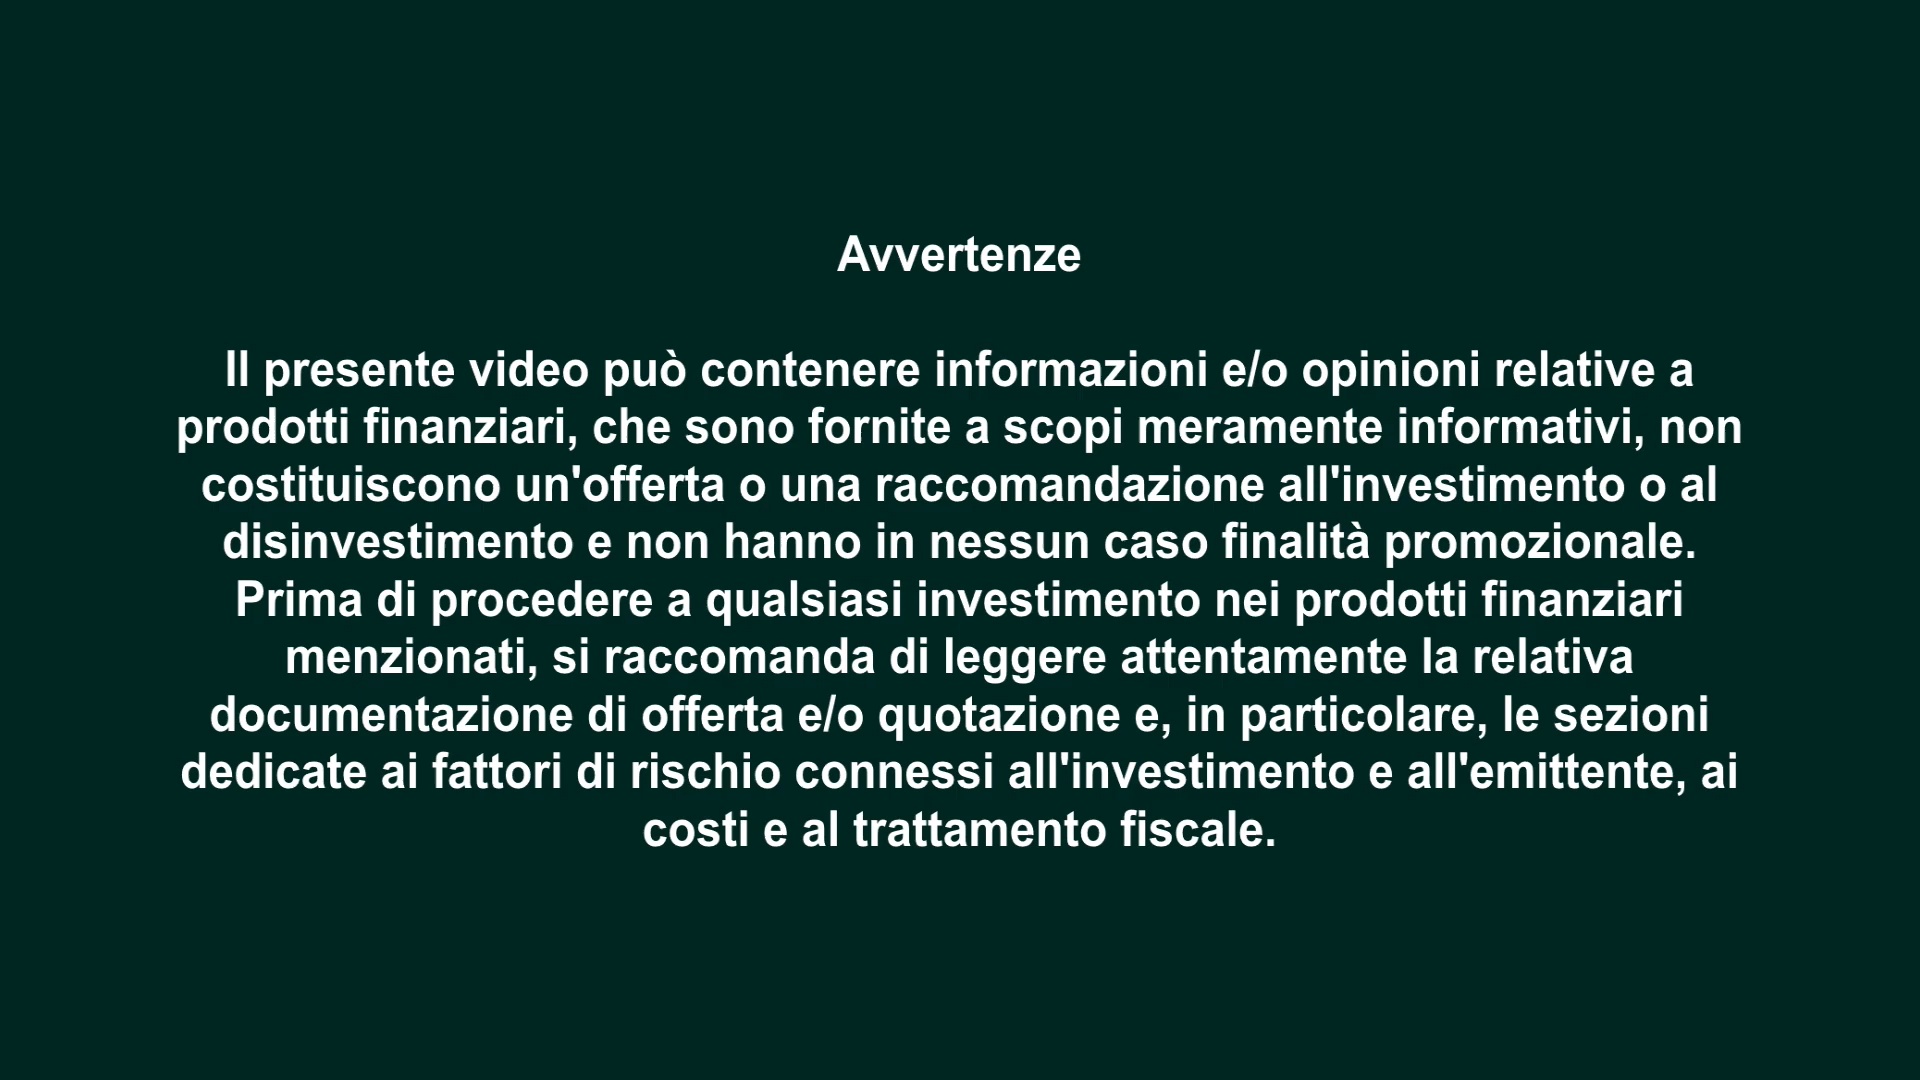 Avvertenze
Il presente video può contenere informazioni e/o opinioni relative a
prodotti finanziari, che sono fornite a scopi meramente informativi, non
costituiscono un'offerta o una raccomandazione all'investimento o al
disinvestimento e non hanno in nessun caso finalità promozionale.
Prima di procedere a qualsiasi investimento nei prodotti finanziari
menzionati, si raccomanda di leggere attentamente la relativa
documentazione di offerta e/o quotazione e, in particolare, le sezioni
dedicate ai fattori di rischio connessi all'investimento e all'emittente, ai
costi e al trattamento fiscale.